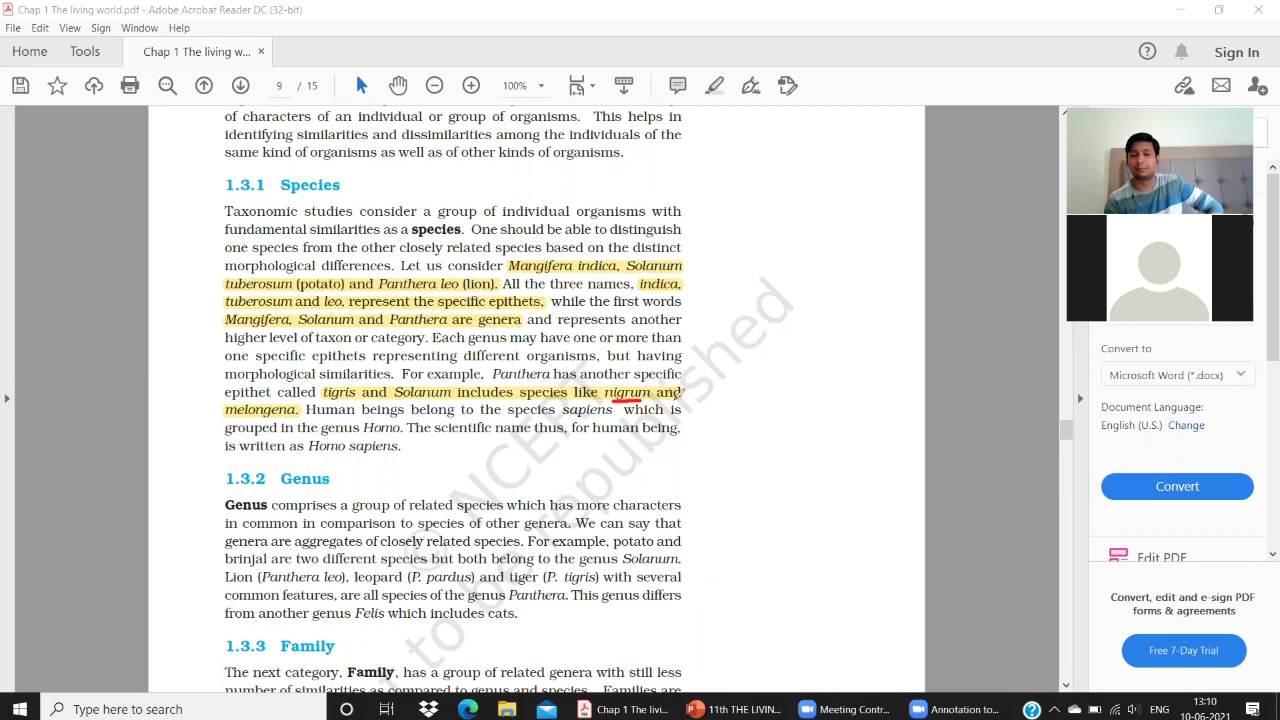 Chap 1 The living world.pdf - Adobe Acrobat Reader DC (32-bit)
File Edit View Sign Window Help
Home Tools Chap 1 The living w... × Sign In
9 / 15 100%
of characters of an individual or group of organisms. This helps in
identifying similarities and dissimilarities among the individuals of the
same kind of organisms as well as of other kinds of organisms.
1.3.1 Species
Taxonomic studies consider a group of individual organisms with
fundamental similarities as a species. One should be able to distinguish
one species from the other closely related species based on the distinct
morphological differences. Let us consider Mangifera indica, Solanum
tuberosum (potato) and Panthera leo (lion). All the three names, indica,
tuberosum and leo, represent the specific epithets, while the first words
Mangifera, Solanum and Panthera are genera and represents another
higher level of taxon or category. Each genus may have one or more than
one specific epithets representing different organisms, but having
morphological similarities. For example, Panthera has another specific
epithet called tigris and Solanum includes species like nigrum and
melongena. Human beings belong to the species sapiens which is
grouped in the genus Homo. The scientific name thus, for human being,
is written as Homo sapiens.
1.3.2 Genus
Genus comprises a group of related species which has more characters
in common in comparison to species of other genera. We can say that
genera are aggregates of closely related species. For example, potato and
brinjal are two different species but both belong to the genus Solanum.
Lion (Panthera leo), leopard (P. pardus) and tiger (P. tigris) with several
common features, are all species of the genus Panthera. This genus differs
from another genus Felis which includes cats.
1.3.3 Family
The next category, Family, has a group of related genera with still less
number of similarities as compared to genus and species. Families are
© NCERT
to be republished
Convert to
Microsoft Word (*.docx)
Document Language:
English (U.S.) Change
Convert
Edit PDF
Convert, edit and e-sign PDF
forms & agreements
Free 7-Day Trial
Type here to search
Chap 1 The livi...
11th THE LIVIN...
Meeting Contr...
Annotation to...
ENG
13:10
10-06-2021